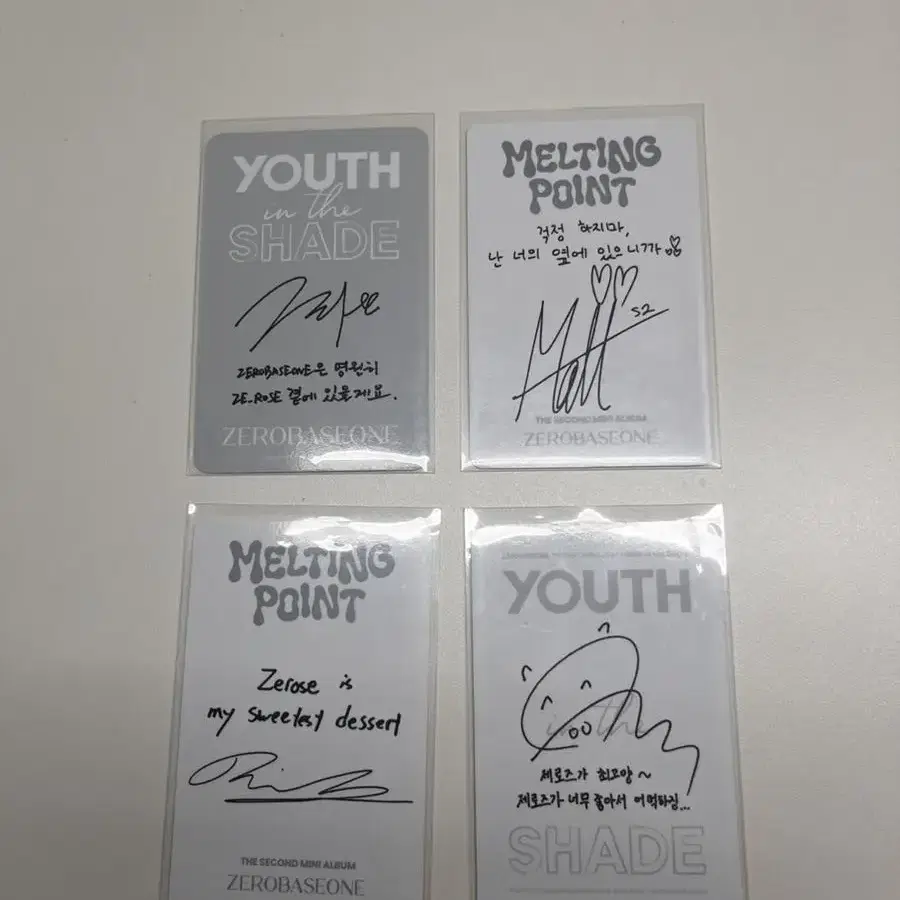 YOUTH
in the
SHADE
ZEROBASEONE은 영원히
ZE_ROSE 곁에 있을게요.
ZEROBASEONE
MELTING
POINT
걱정 하지마,
난 너의 옆에 있으니까
Matt
THE SECOND MINI ALBUM
ZEROBASEONE
MELTING
POINT
Zerose is
my sweetest dessert
THE SECOND MINI ALBUM
ZEROBASEONE
YOUTH
in the
제로즈가 최고양~
제로즈가 너무 좋아서 어떡하징...
SHADE